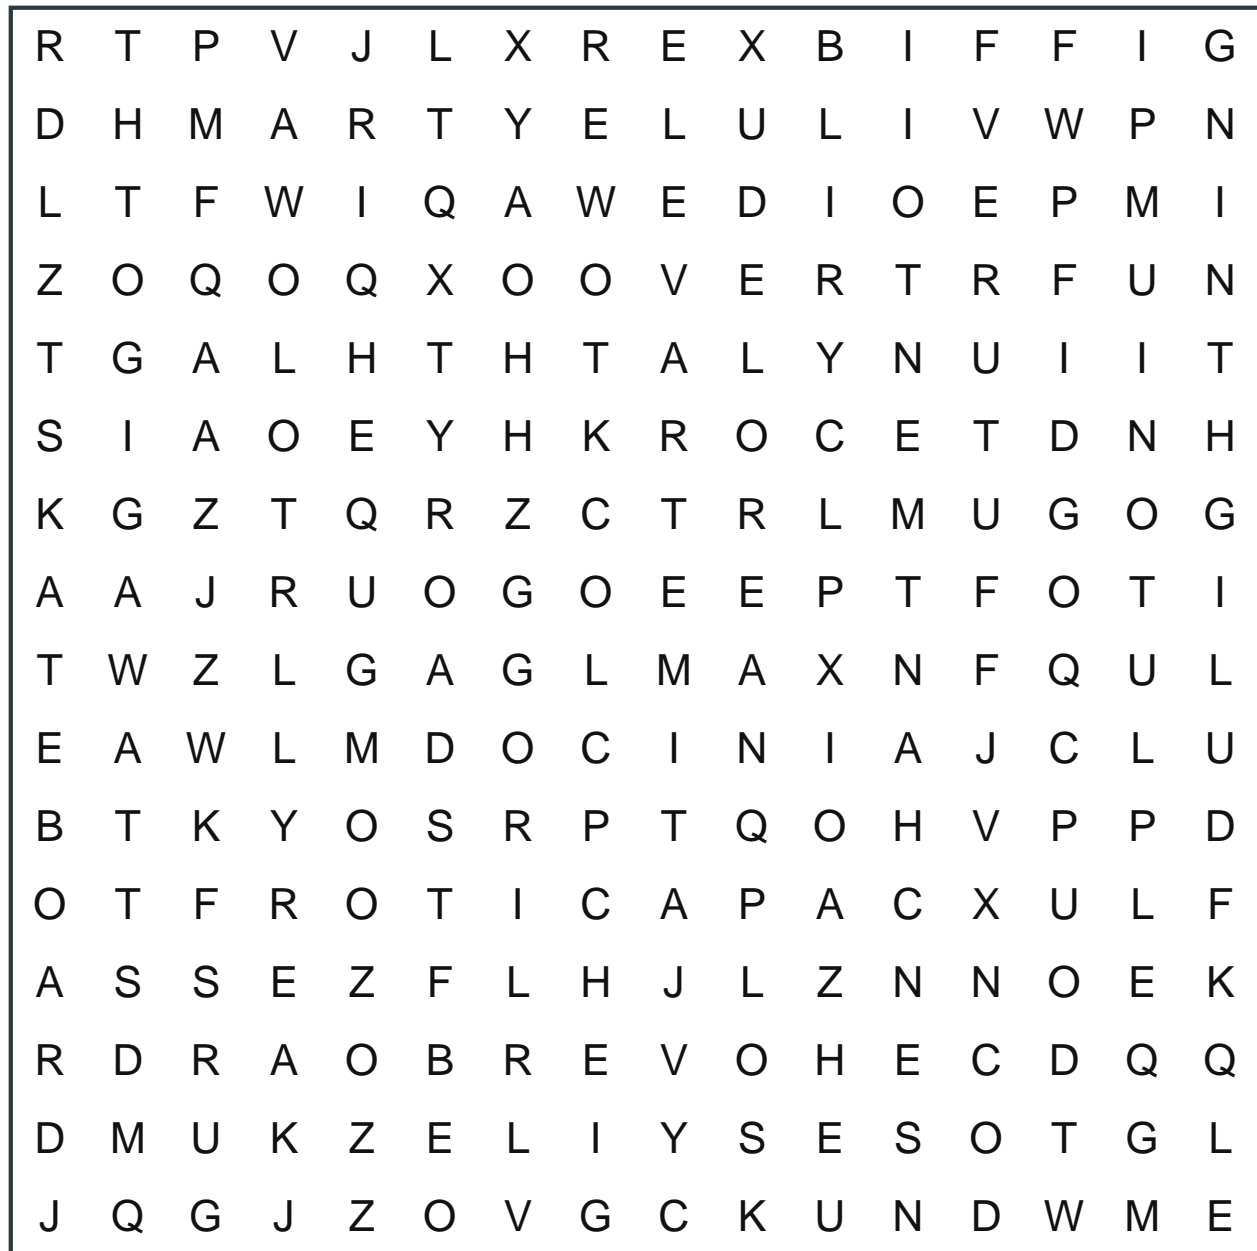 R T P V J L X R E X B I F F I G
D H M A R T Y E L U L I V W P N
L T F W I Q A W E D I O E P M I
Z O Q O Q X O O V E R T R F U N
T G A L H T H T A L Y N U I I T
S I A O E Y H K R O C E T D N H
K G Z T Q R Z C T R L M U G O G
A A J R U O G O E E P T F O T I
T W Z L G A G L M A X N F Q U L
E A W L M D O C I N I A J C L U
B T K Y O S R P T Q O H V P P D
O T F R O T I C A P A C X U L F
A S S E Z F L H J L Z N N O E K
R D R A O B R E V O H E C D Q Q
D M U K Z E L I Y S E S O T G L
J Q G J Z O V G C K U N D W M E